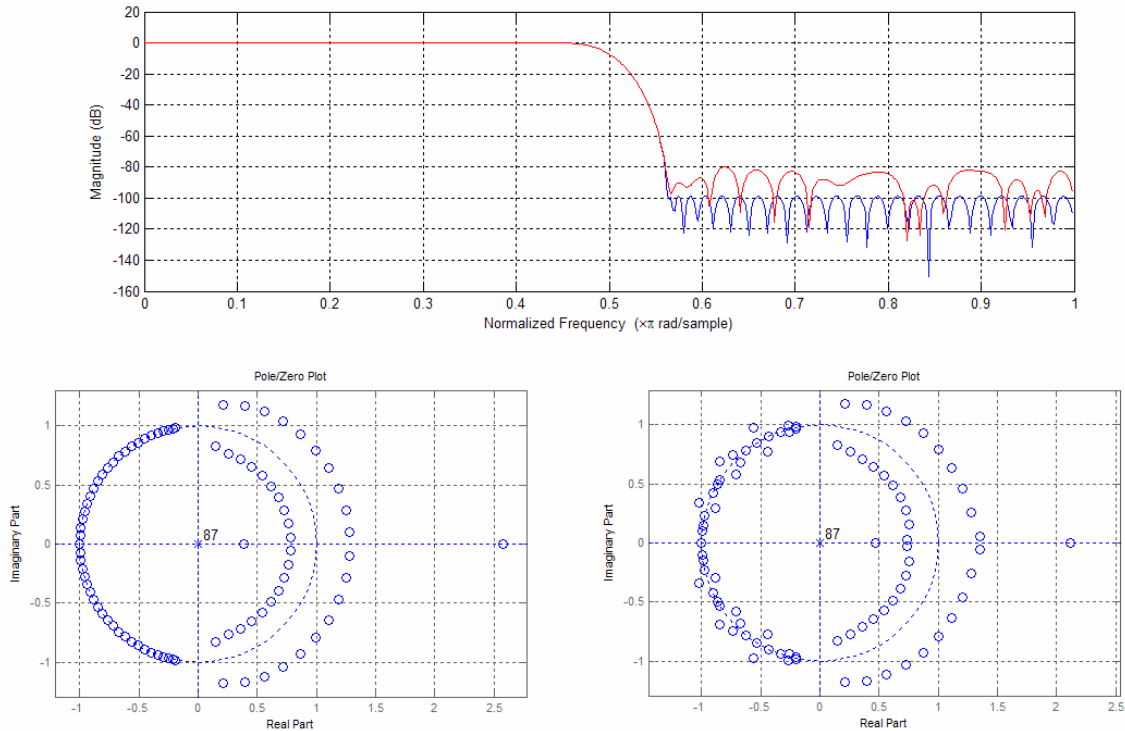 20
0
-20
-40
-60
-80
-100
-120
-140
-160
Magnitude (dB)
0 0.1 0.2 0.3 0.4 0.5 0.6 0.7 0.8 0.9 1
Normalized Frequency (×π rad/sample)
Pole/Zero Plot
1
0.5
0
-0.5
-1
Imaginary Part
87
-1 -0.5 0 0.5 1 1.5 2 2.5
Real Part
Pole/Zero Plot
1
0.5
0
-0.5
-1
Imaginary Part
87
-1 -0.5 0 0.5 1 1.5 2 2.5
Real Part